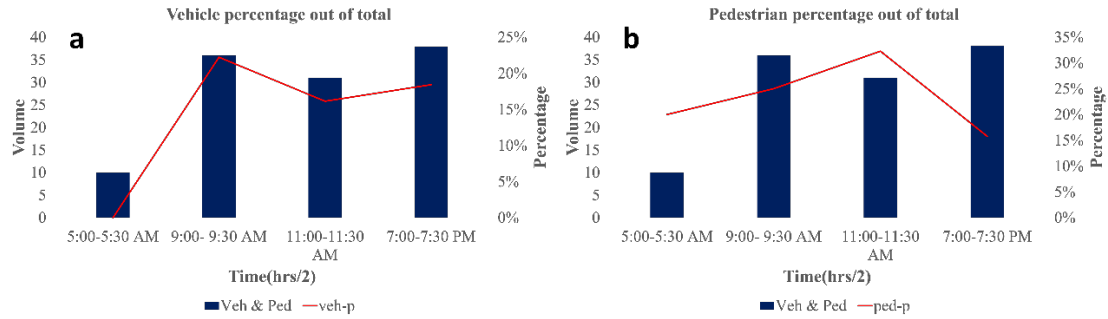 Vehicle percentage out of total
a
40
35
30
25
20
15
10
5
0
Volume
25%
20%
15%
10%
5%
0%
Percentage
5:00-5:30 AM
9:00- 9:30 AM
11:00-11:30
AM
7:00-7:30 PM
Time(hrs/2)
Veh & Ped
veh-p
Pedestrian percentage out of total
b
40
35
30
25
20
15
10
5
0
Volume
35%
30%
25%
20%
15%
10%
5%
0%
Percentage
5:00-5:30 AM
9:00- 9:30 AM
11:00-11:30
AM
7:00-7:30 PM
Time(hrs/2)
Veh & Ped
ped-p